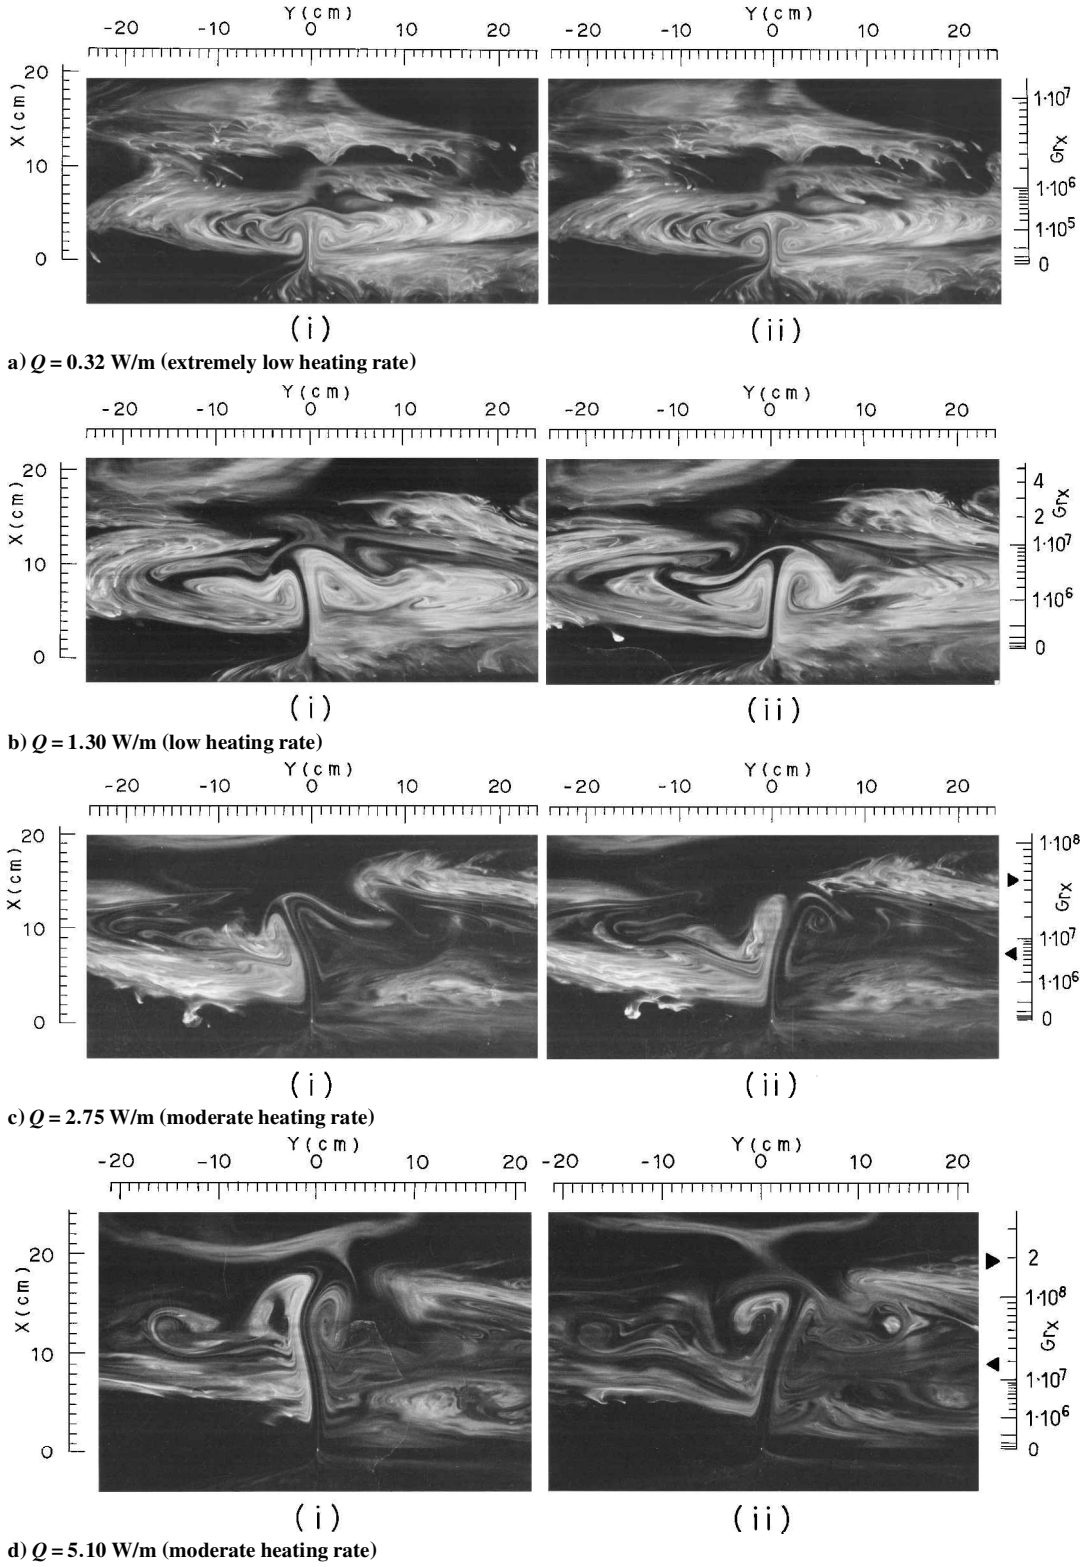 Y(cm) Y(cm)
-20 -10 0 10 20 -20 -10 0 10 20
20
10
0
X(cm)
1·10⁷
Grx
1·10⁶
1·10⁵
0
(i) (ii)
a) Q = 0.32 W/m (extremely low heating rate)
Y(cm) Y(cm)
-20 -10 0 10 20 -20 -10 0 10 20
20
10
0
X(cm)
4
2
Grx
1·10⁷
1·10⁶
0
(i) (ii)
b) Q = 1.30 W/m (low heating rate)
Y(cm) Y(cm)
-20 -10 0 10 20 -20 -10 0 10 20
20
10
0
X(cm)
1·10⁸
Grx
1·10⁷
1·10⁶
0
(i) (ii)
c) Q = 2.75 W/m (moderate heating rate)
Y(cm) Y(cm)
-20 -10 0 10 20 -20 -10 0 10 20
20
10
0
X(cm)
2
1·10⁸
Grx
1·10⁷
1·10⁶
0
(i) (ii)
d) Q = 5.10 W/m (moderate heating rate)